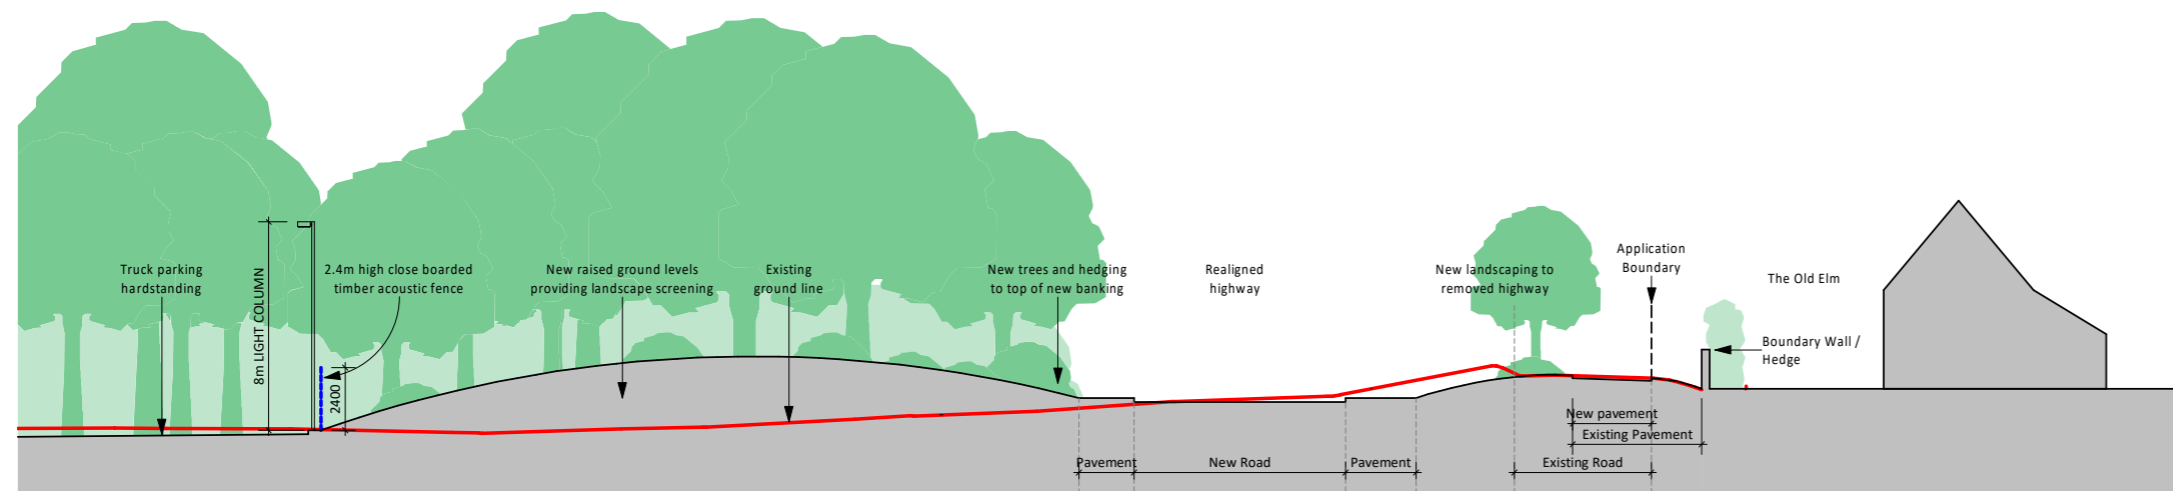 Truck parking
hardstanding
8m LIGHT COLUMN
2.4m high close boarded
timber acoustic fence
2400
New raised ground levels
providing landscape screening
Existing
ground line
New trees and hedging
to top of new banking
Realigned
highway
New landscaping to
removed highway
Application
Boundary
The Old Elm
Boundary Wall /
Hedge
New pavement
Existing Pavement
Pavement
New Road
Pavement
Existing Road